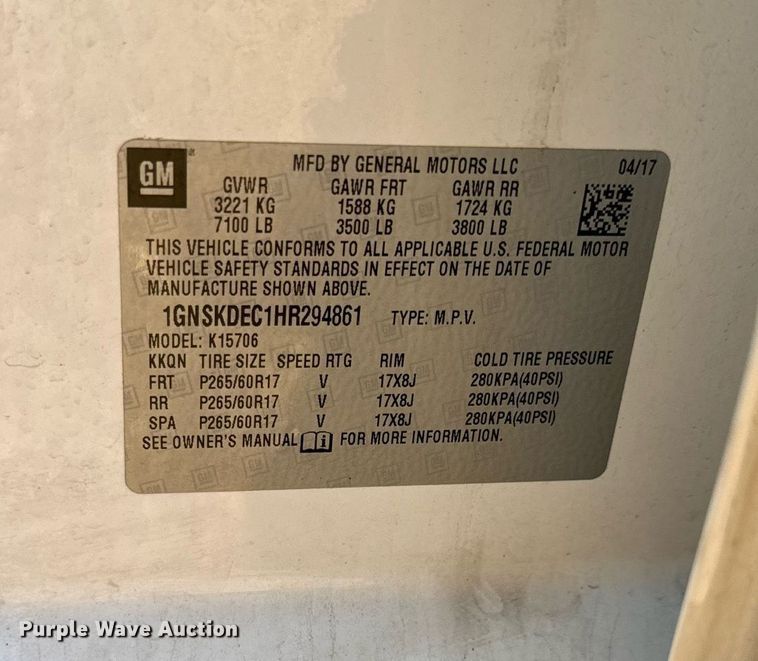 GM
MFD BY GENERAL MOTORS LLC 04/17
GVWR GAWR FRT GAWR RR
3221 KG 1588 KG 1724 KG
7100 LB 3500 LB 3800 LB
THIS VEHICLE CONFORMS TO ALL APPLICABLE U.S. FEDERAL MOTOR
VEHICLE SAFETY STANDARDS IN EFFECT ON THE DATE OF
MANUFACTURE SHOWN ABOVE.
1GNSKDEC1HR294861 TYPE: M.P.V.
MODEL: K15706
KKQN TIRE SIZE SPEED RTG RIM COLD TIRE PRESSURE
FRT P265/60R17 V 17X8J 280KPA(40PSI)
RR P265/60R17 V 17X8J 280KPA(40PSI)
SPA P265/60R17 V 17X8J 280KPA(40PSI)
SEE OWNER'S MANUAL i FOR MORE INFORMATION.
Purple Wave Auction